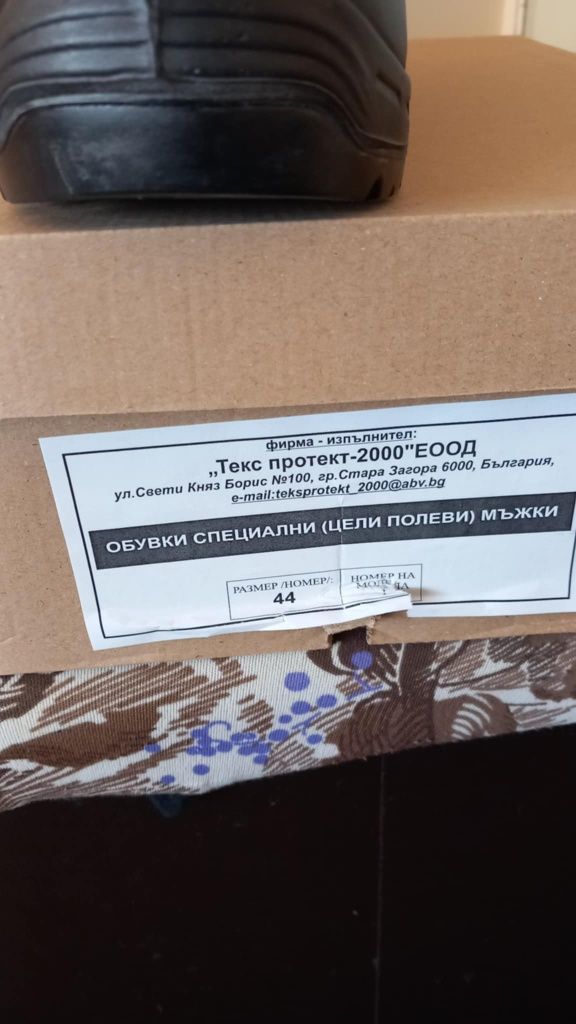 фирма - изпълнител:
„Текс протект-2000"ЕООД
ул.Свети Княз Борис №100, гр.Стара Загора 6000, България,
e-mail:teksprotekt_2000@abv.bg
ОБУВКИ СПЕЦИАЛНИ (ЦЕЛИ ПОЛЕВИ) МЪЖКИ
РАЗМЕР /НОМЕР/:
44
НОМЕР НА